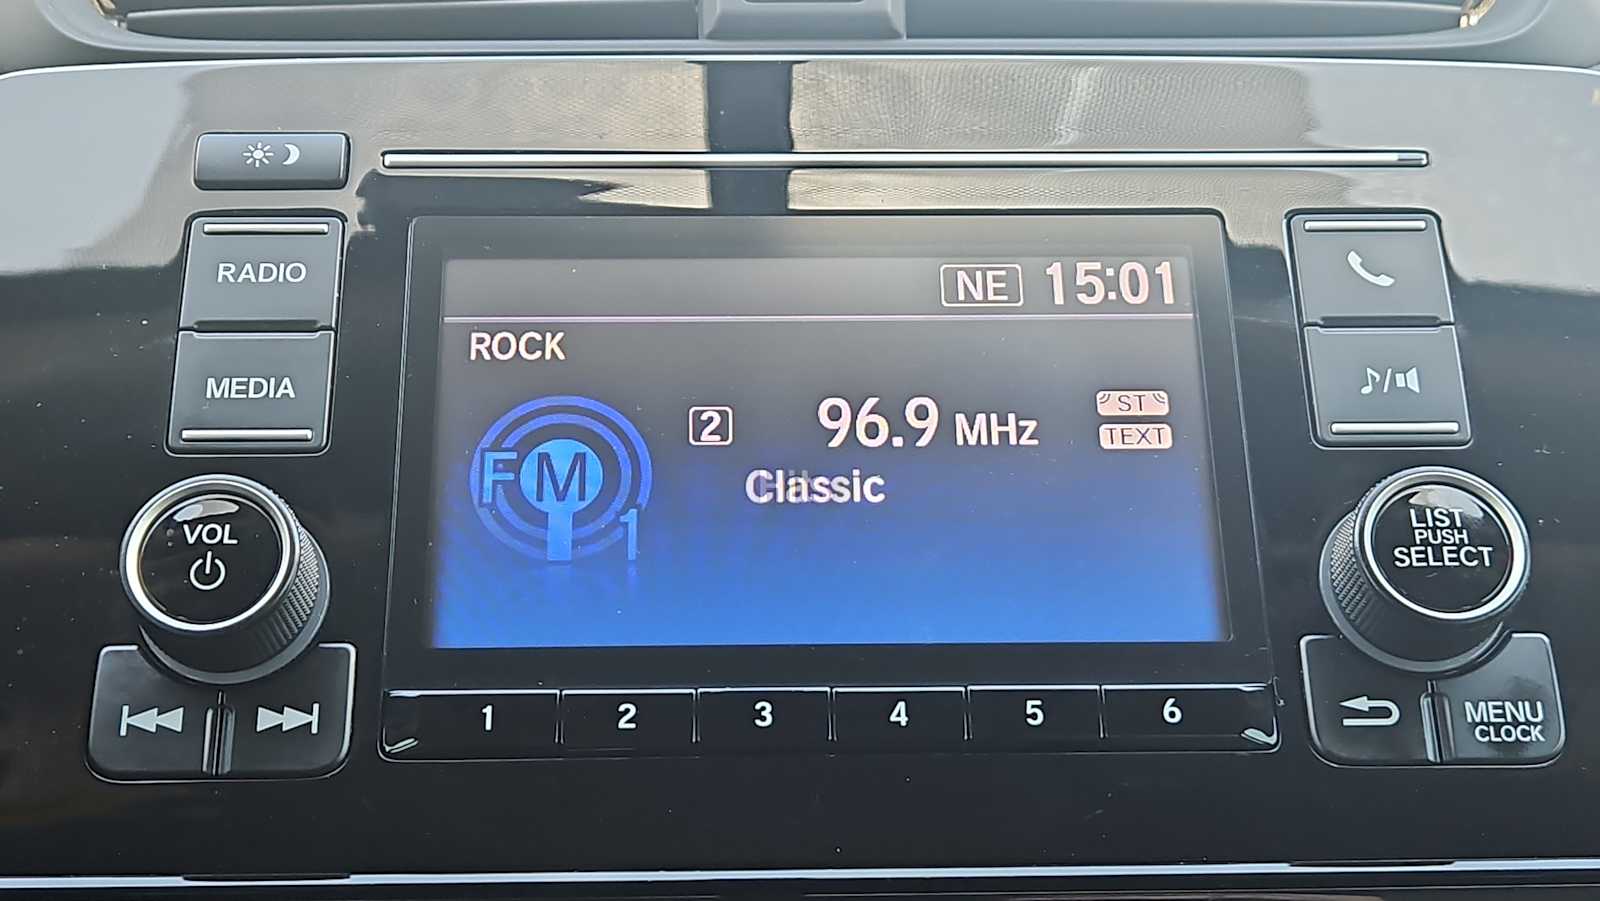 NE 15:01
RADIO
ROCK
MEDIA
2 96.9 MHz ST
TEXT
FM 1
Classic
VOL
LIST
PUSH
SELECT
1 2 3 4 5 6
MENU
CLOCK